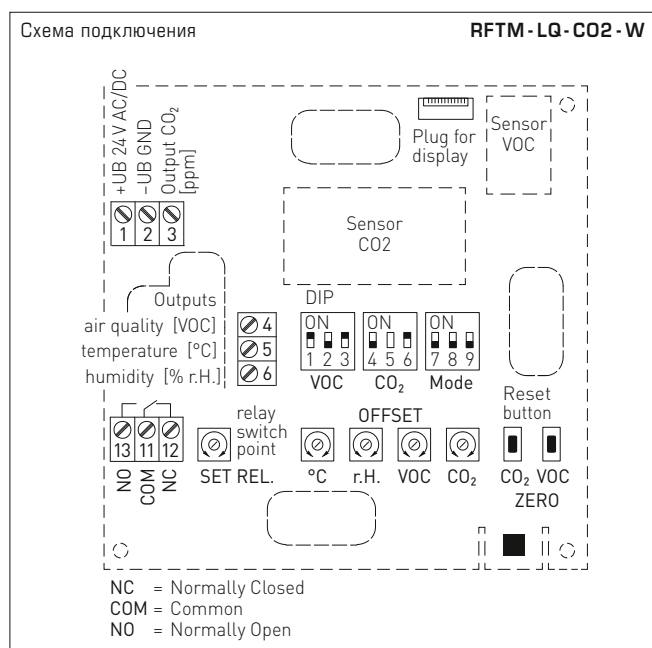 Схема подключения
RFTM-LQ-CO2-W
+UB 24V AC/DC
–UB GND
Output CO₂
[ppm]
1 2 3
Plug for
display
Sensor
VOC
Sensor
CO2
Outputs
air quality [VOC]
temperature [°C]
humidity [% r.H.]
4
5
6
DIP
ON ON ON
1 2 3 4 5 6 7 8 9
VOC CO₂ Mode
13 11 12
NO COM NC
relay
switch
point
SET REL.
OFFSET
°C r.H. VOC CO₂
Reset
button
CO₂ VOC
ZERO
NC = Normally Closed
COM = Common
NO = Normally Open